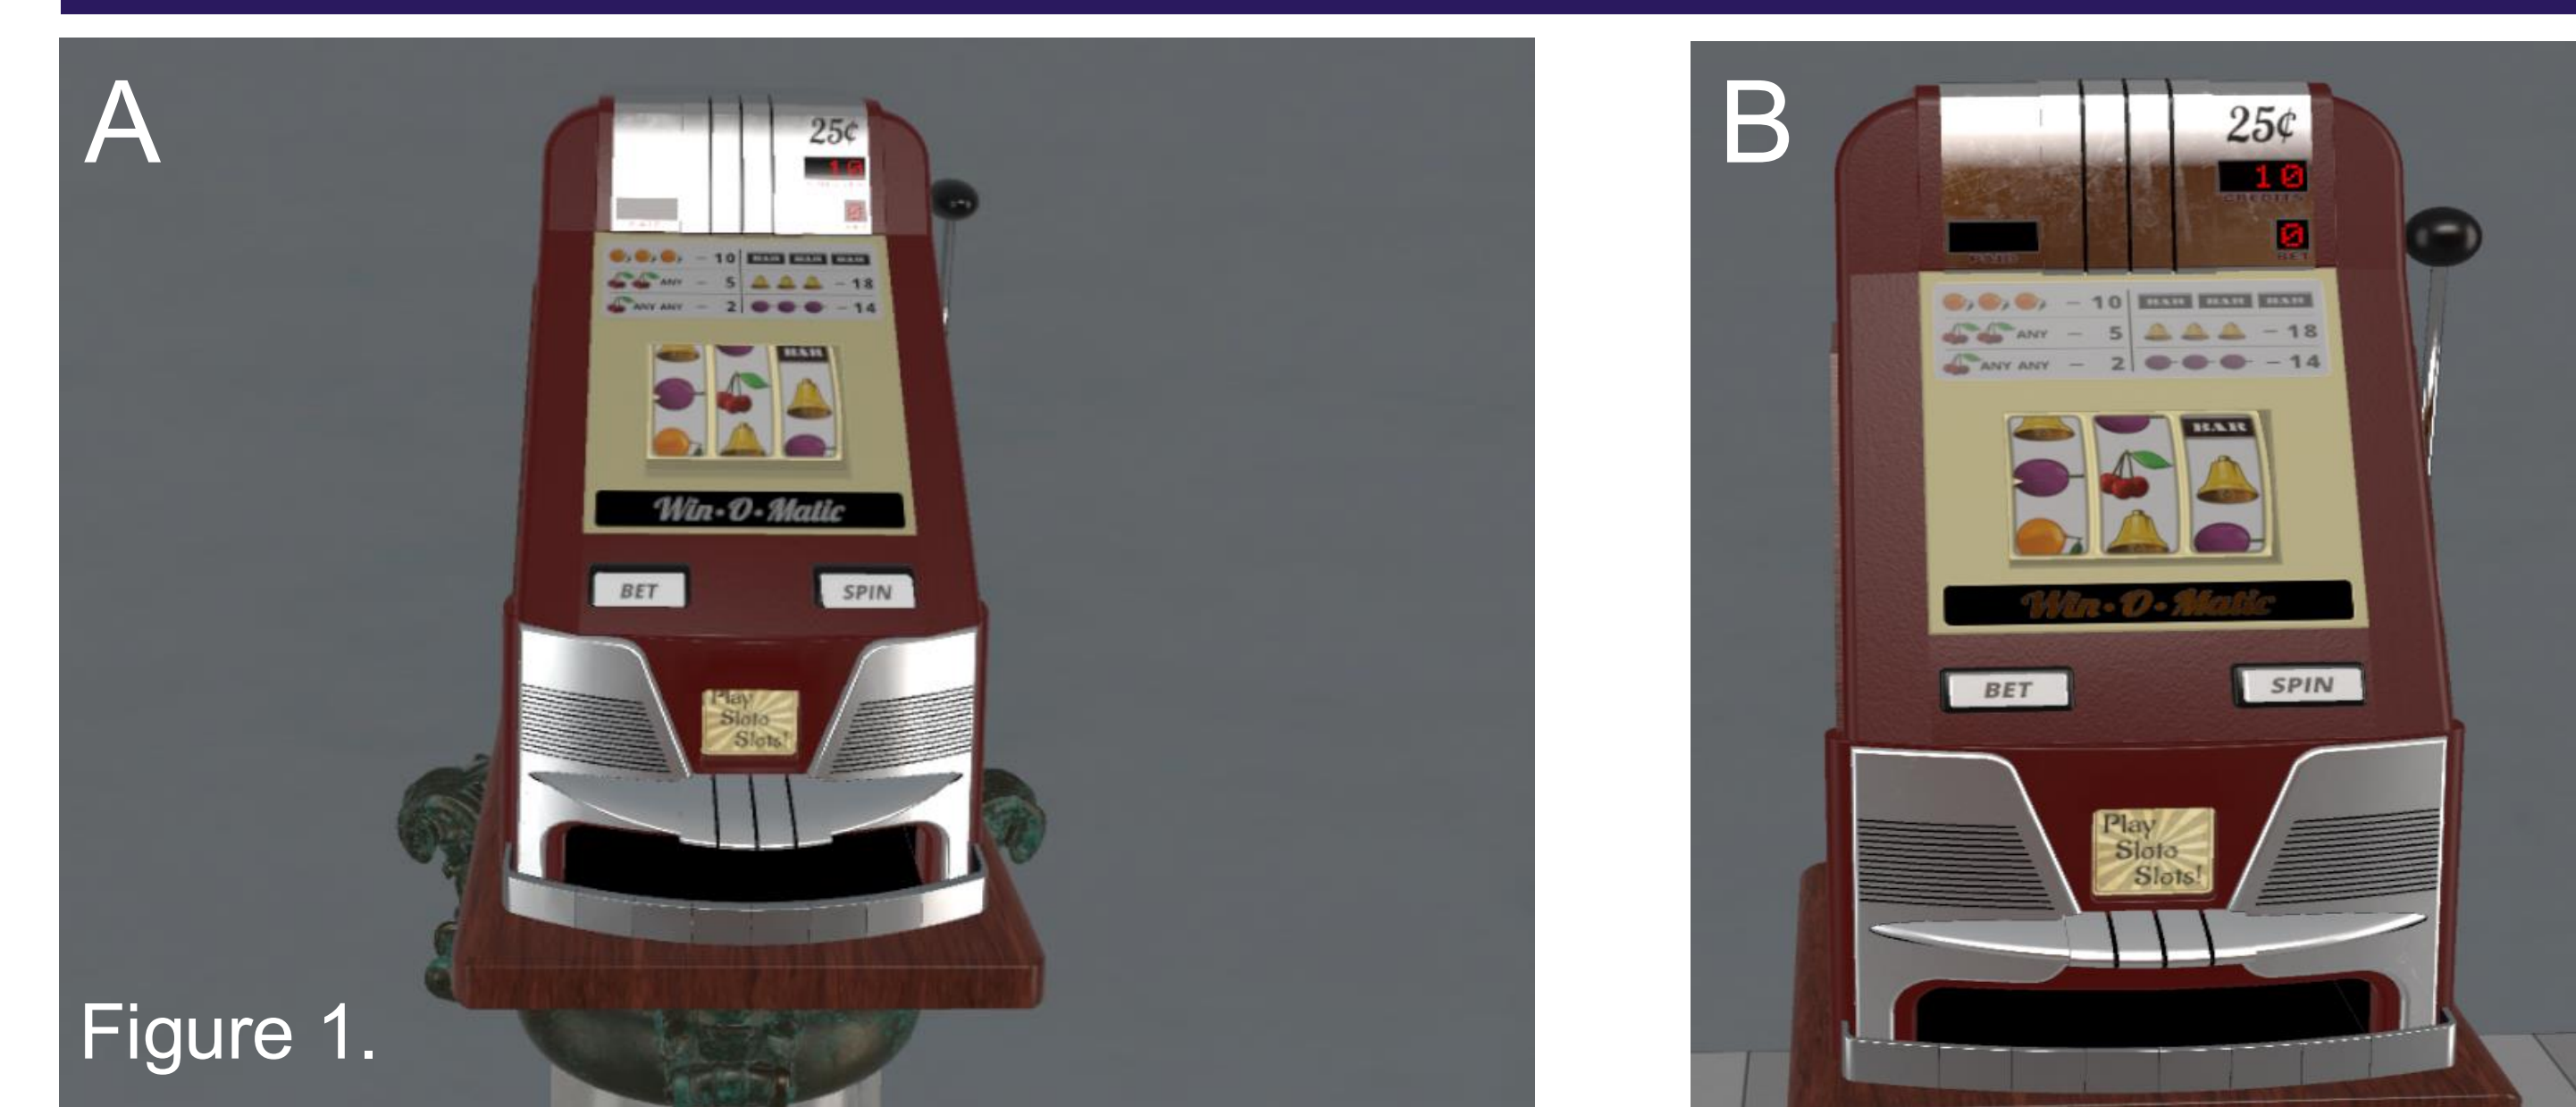 A
25¢
10
0
- 10 BAR BAR BAR
ANY - 5 - 18
ANY ANY - 2 - 14
BAR
Win·O·Matic
BET SPIN
Play
Sloto
Slots!
Figure 1.
B
25¢
10
CREDITS
0
PAID BET
- 10 BAR BAR BAR
ANY - 5 - 18
ANY ANY - 2 - 14
BAR
Win·O·Matic
BET SPIN
Play
Sloto
Slots!